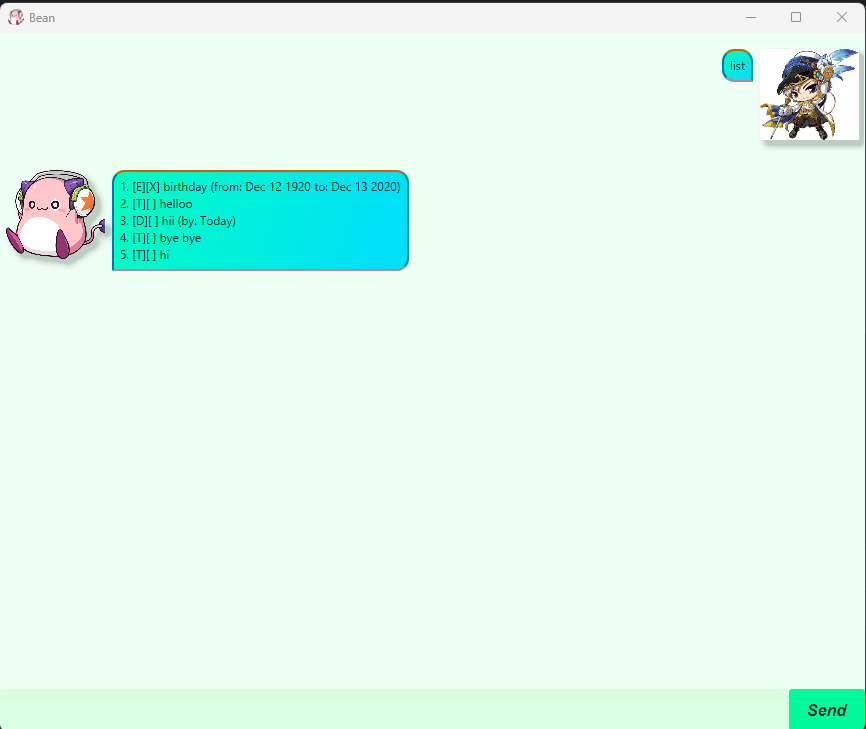 Bean
list
1. [E][X] birthday (from: Dec 12 1920 to: Dec 13 2020)
2. [T][ ] helloo
3. [D][ ] hii (by: Today)
4. [T][ ] bye bye
5. [T][ ] hi
Send